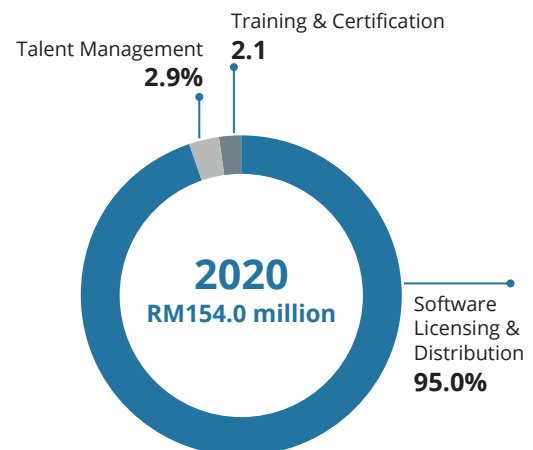 Training & Certification
2.1
Talent Management
2.9%
2020
RM154.0 million
Software
Licensing &
Distribution
95.0%